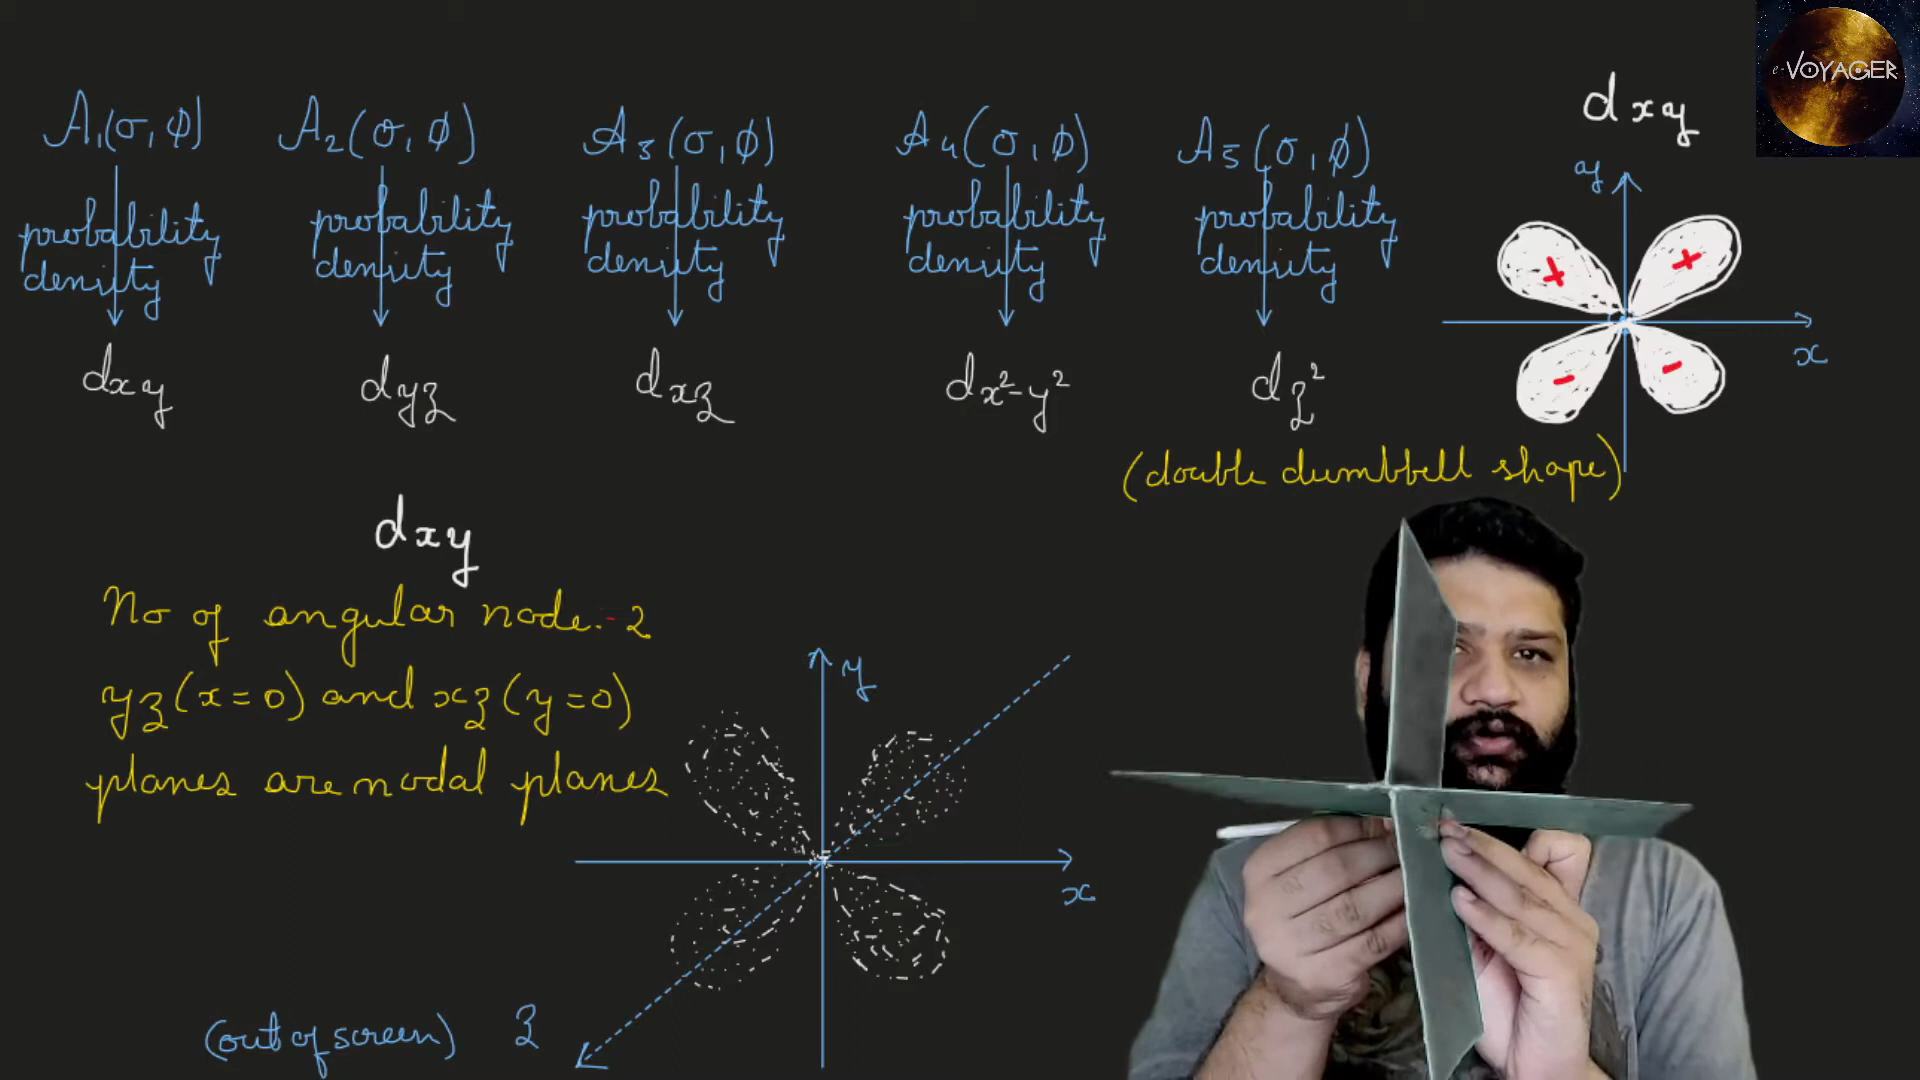 e-VOYAGER
A₁(σ, ϕ) A₂(σ, ϕ) A₃(σ, ϕ) A₄(σ, ϕ) A₅(σ, ϕ)
probability probability probability probability probability
density density density density density
dxy dyz dxz dx²-y² dz²
(double dumbbell shape)
dxy
y
+ +
- -
x
dxy
No of angular node:- 2
yz (x=0) and xz (y=0)
planes are nodal planes
y
x
(out of screen) z